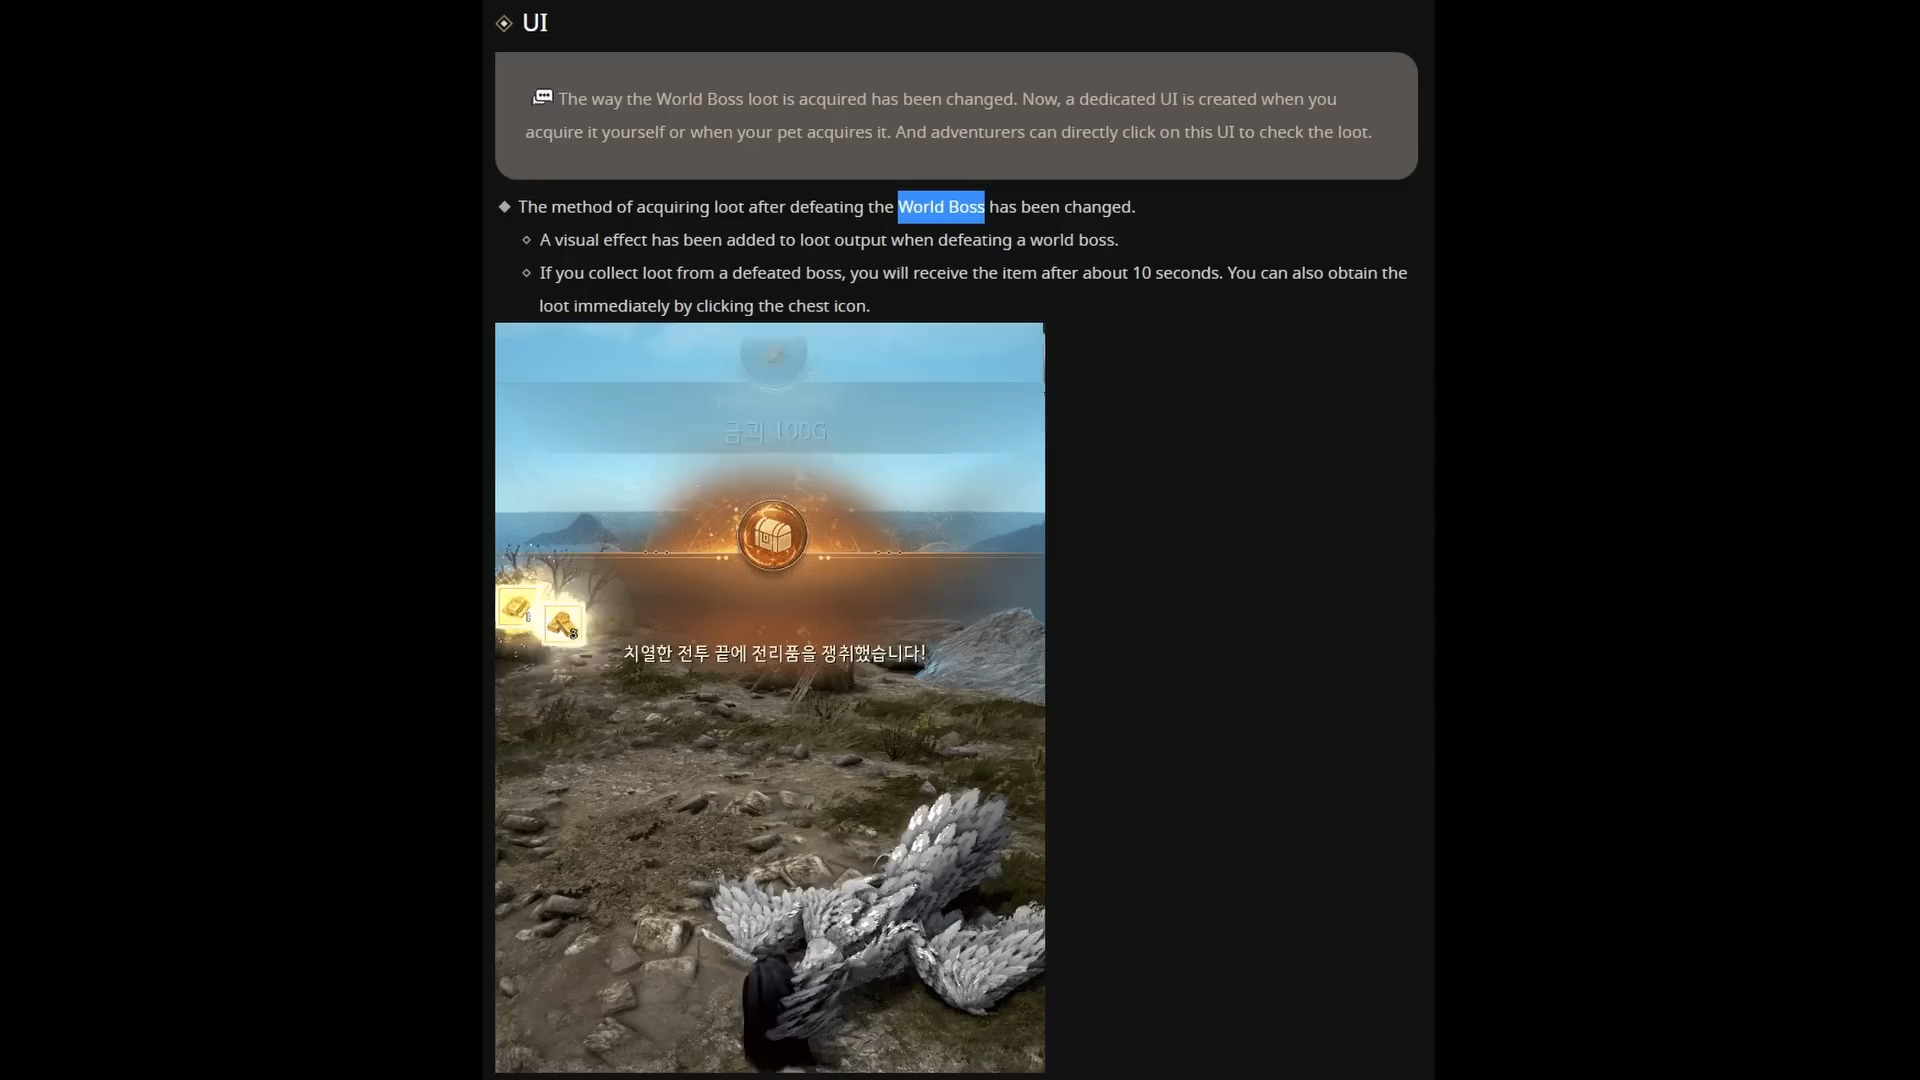 UI
The way the World Boss loot is acquired has been changed. Now, a dedicated UI is created when you
acquire it yourself or when your pet acquires it. And adventurers can directly click on this UI to check the loot.
The method of acquiring loot after defeating the World Boss has been changed.
A visual effect has been added to loot output when defeating a world boss.
If you collect loot from a defeated boss, you will receive the item after about 10 seconds. You can also obtain the
loot immediately by clicking the chest icon.
금괴 100G
1
3
치열한 전투 끝에 전리품을 쟁취했습니다!